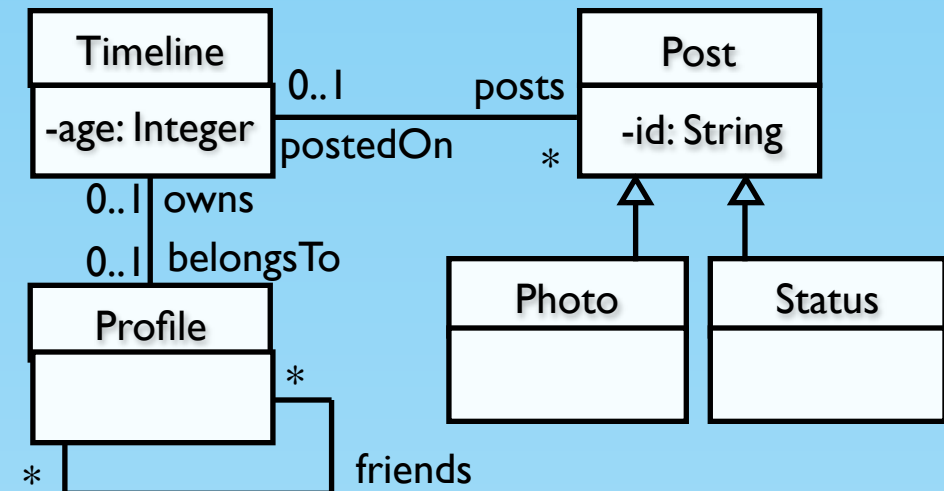 Timeline
-age: Integer
0..1
posts
postedOn
*
Post
-id: String
0..1 owns
0..1 belongsTo
Profile
*
*
friends
Photo
Status